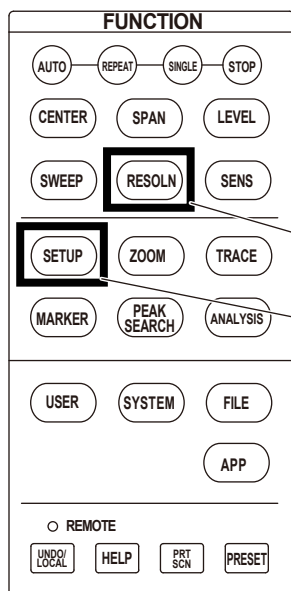 FUNCTION
AUTO REPEAT SINGLE STOP
CENTER SPAN LEVEL
SWEEP RESOLN SENS
SETUP ZOOM TRACE
MARKER PEAK SEARCH ANALYSIS
USER SYSTEM FILE
APP
REMOTE
UNDO/ LOCAL HELP PRT SCN PRESET